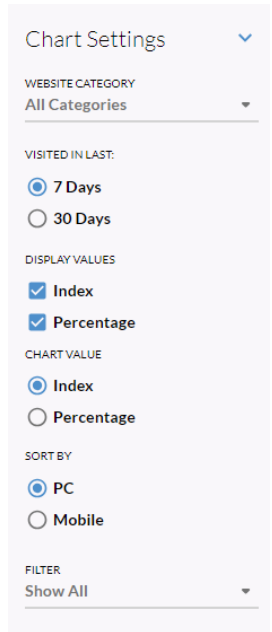 Chart Settings
WEBSITE CATEGORY
All Categories
VISITED IN LAST:
7 Days
30 Days
DISPLAY VALUES
Index
Percentage
CHART VALUE
Index
Percentage
SORT BY
PC
Mobile
FILTER
Show All